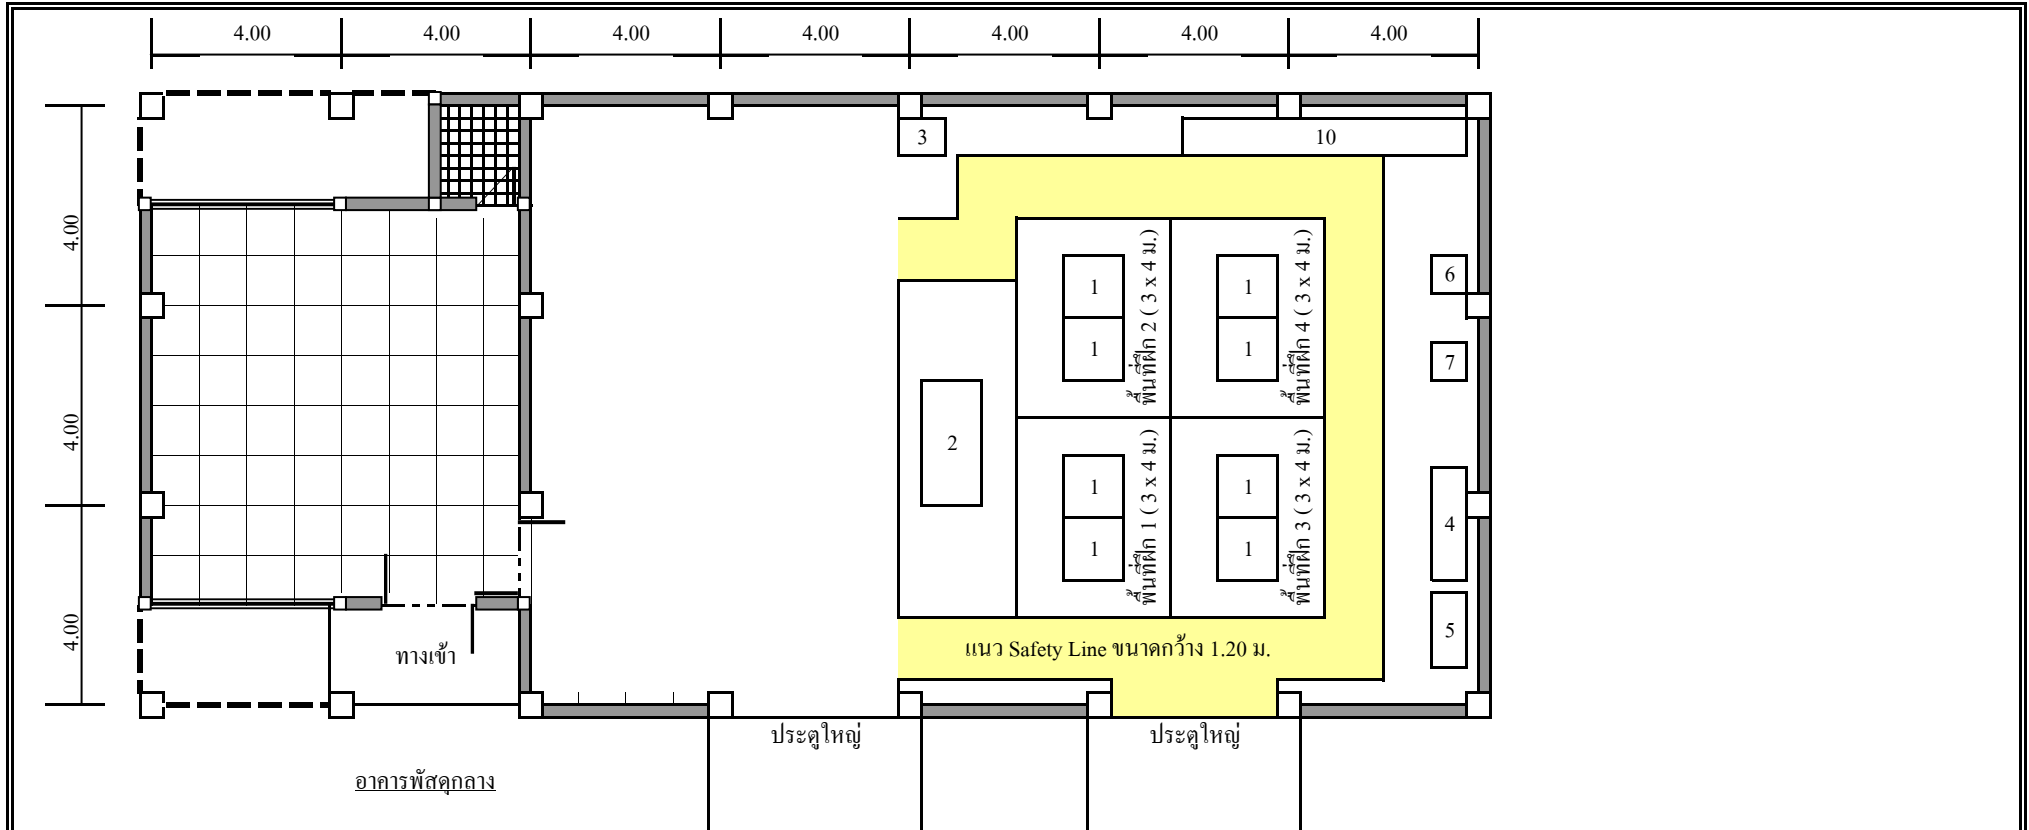 4.00 4.00 4.00 4.00 4.00 4.00 4.00
3
10
4.00
4.00
4.00
1
1
พื้นที่ฝึก 2 ( 3 x 4 ม.)
1
1
พื้นที่ฝึก 4 ( 3 x 4 ม.)
6
7
2
1
1
พื้นที่ฝึก 1 ( 3 x 4 ม.)
1
1
พื้นที่ฝึก 3 ( 3 x 4 ม.)
4
5
ทางเข้า
แนว Safety Line ขนาดกว้าง 1.20 ม.
ประตูใหญ่
ประตูใหญ่
อาคารพัสดุกลาง